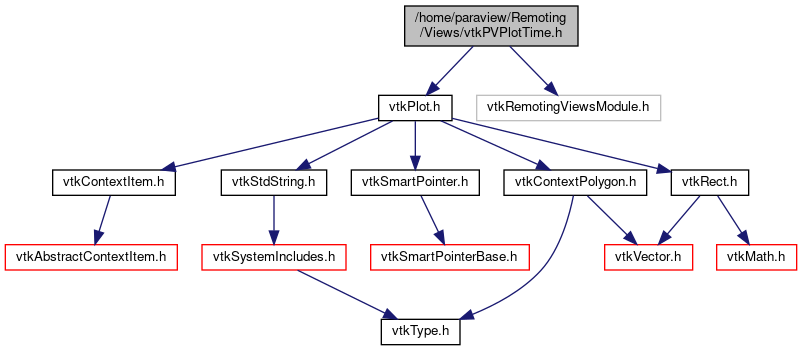 /home/paraview/Remoting
/Views/vtkPVPlotTime.h
vtkPlot.h
vtkRemotingViewsModule.h
vtkContextItem.h
vtkStdString.h
vtkSmartPointer.h
vtkContextPolygon.h
vtkRect.h
vtkAbstractContextItem.h
vtkSystemIncludes.h
vtkSmartPointerBase.h
vtkVector.h
vtkMath.h
vtkType.h